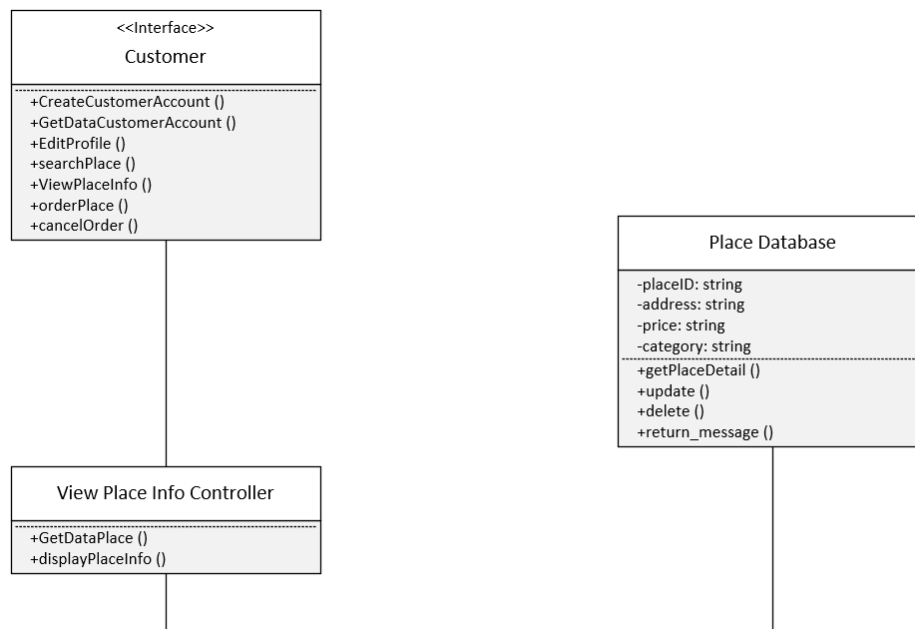 <<Interface>>
Customer
+CreateCustomerAccount ()
+GetDataCustomerAccount ()
+EditProfile ()
+searchPlace ()
+ViewPlaceInfo ()
+orderPlace ()
+cancelOrder ()
Place Database
-placeID: string
-address: string
-price: string
-category: string
+getPlaceDetail ()
+update ()
+delete ()
+return_message ()
View Place Info Controller
+GetDataPlace ()
+displayPlaceInfo ()